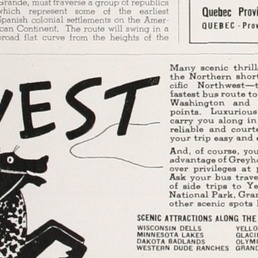 Grande, must traverse a group of republics
which represent some of the earliest
Spanish colonial settlements on the Amer-
ican Continent. The route will swing in a
broad flat curve from the heights of the
Quebec Provi
QUEBEC - Prov
WEST
Many scenic thrill
the Northern short
cific Northwest—t
fastest bus route to
Washington and
points. Luxurious
carry you along in
reliable and courte
your trip easy and e
And, of course, you
advantage of Greyh
over privileges at p
Ask your bus trave
of side trips to Ye
National Park, Gran
other scenic spots l
SCENIC ATTRACTIONS ALONG THE
WISCONSIN DELLS
MINNESOTA LAKES
DAKOTA BADLANDS
WESTERN DUDE RANCHES
YELLO
GLACIE
OLYMP
GRAND